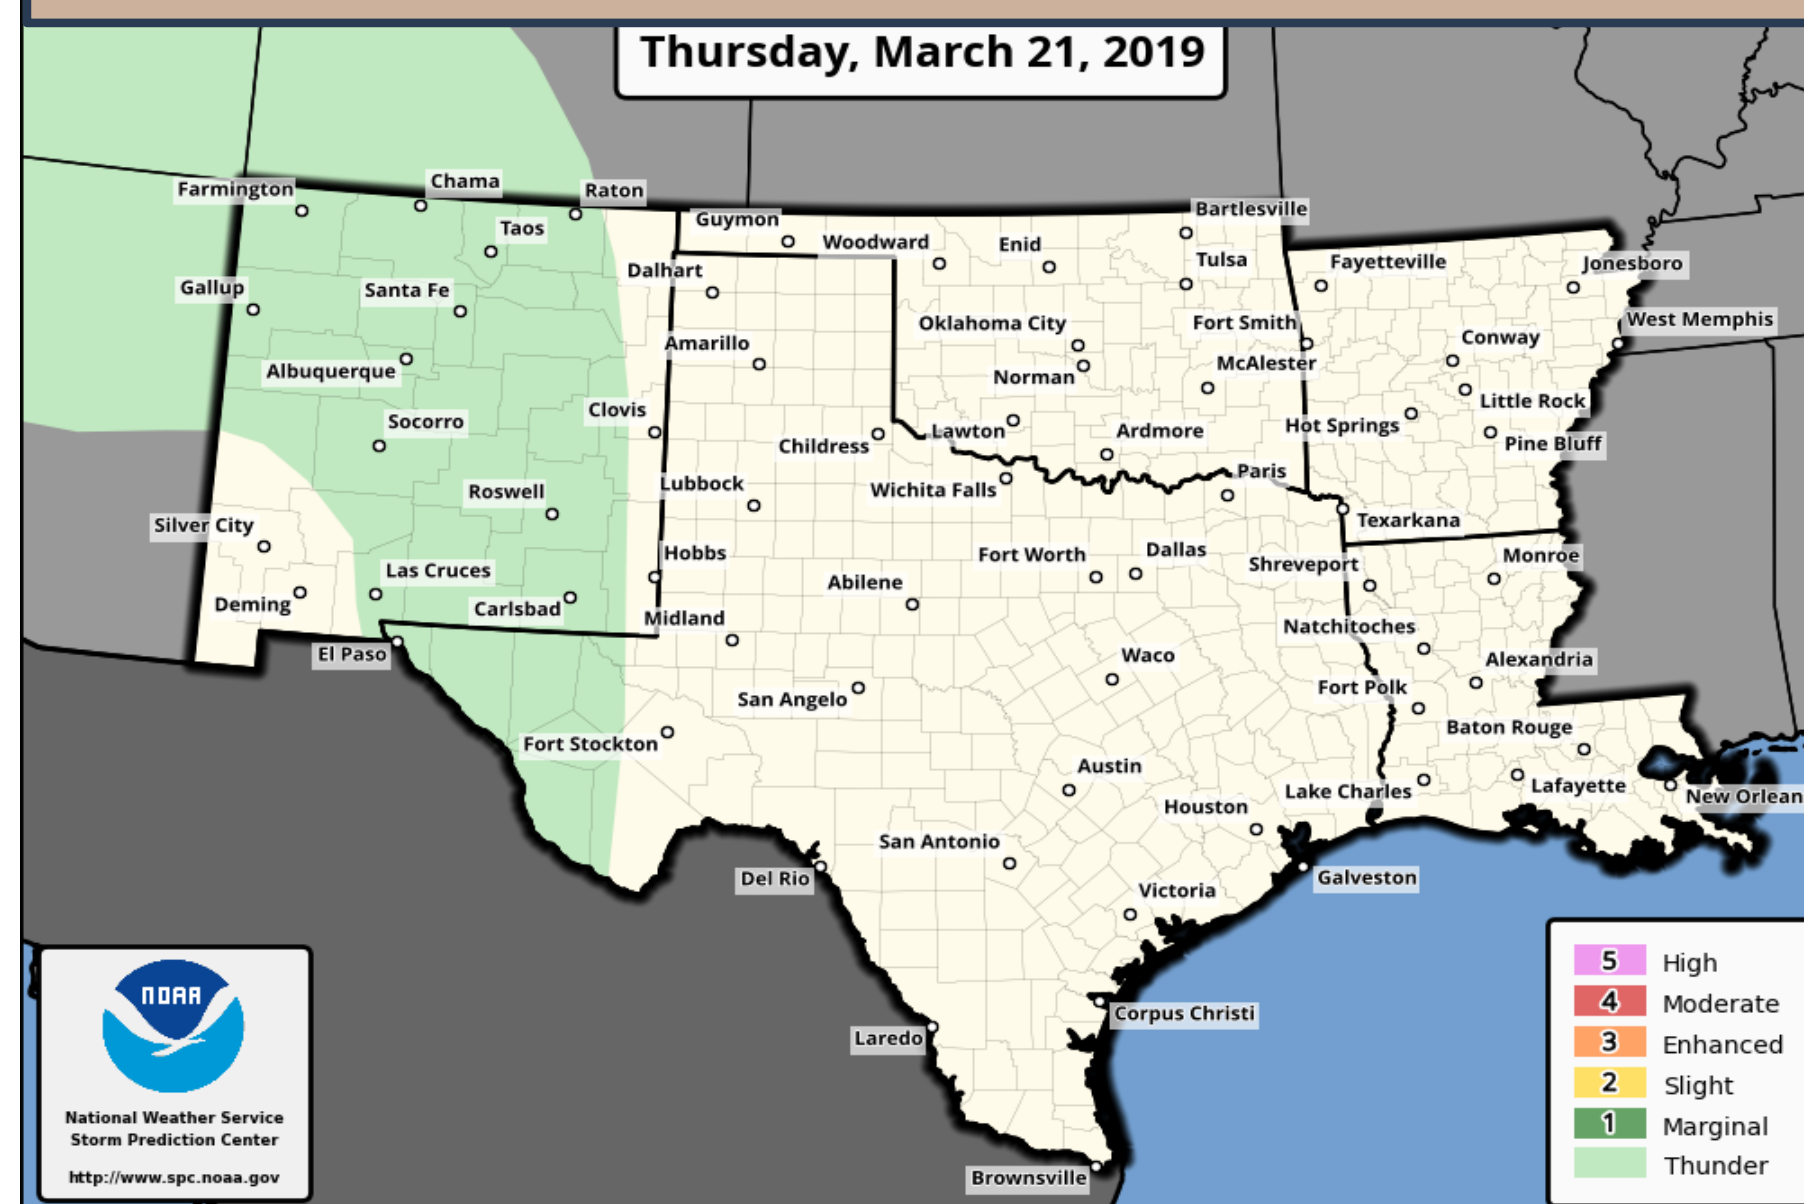 Thursday, March 21, 2019
Chama
Farmington
Raton
Bartlesville
Guymon
Taos
Woodward
Enid
Tulsa
Fayetteville
Jonesboro
Dalhart
Gallup
Santa Fe
Oklahoma City
Fort Smith
West Memphis
Amarillo
Conway
McAlester
Albuquerque
Norman
Little Rock
Clovis
Socorro
Lawton
Ardmore
Hot Springs
Childress
Pine Bluff
Paris
Lubbock
Roswell
Wichita Falls
Texarkana
Silver City
Hobbs
Fort Worth
Dallas
Monroe
Shreveport
Las Cruces
Abilene
Deming
Carlsbad
Midland
Natchitoches
El Paso
Waco
Alexandria
Fort Polk
San Angelo
Baton Rouge
Fort Stockton
Austin
Lake Charles
Lafayette
New Orlean
Houston
San Antonio
Del Rio
Galveston
Victoria
Corpus Christi
Laredo
Brownsville
NOAA
National Weather Service
Storm Prediction Center
http://www.spc.noaa.gov
5 High
4 Moderate
3 Enhanced
2 Slight
1 Marginal
Thunder